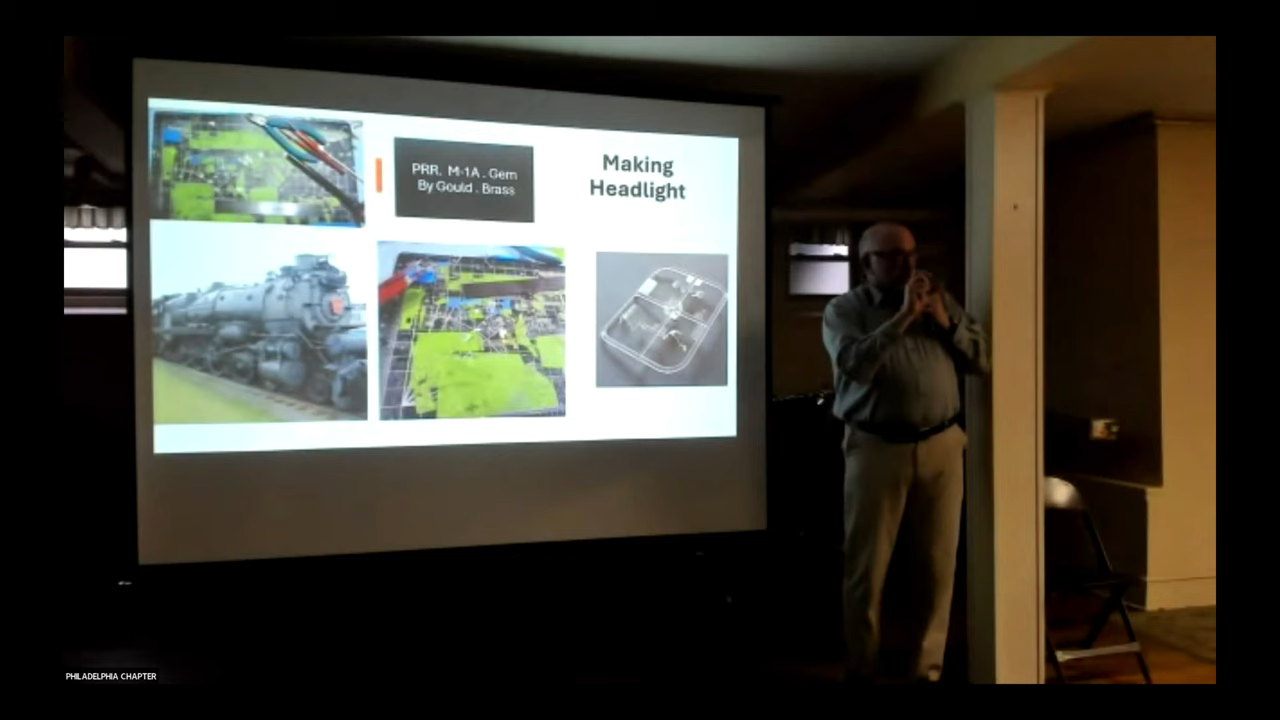 PRR. M-1A . Gem
By Gould . Brass
Making
Headlight
PHILADELPHIA CHAPTER